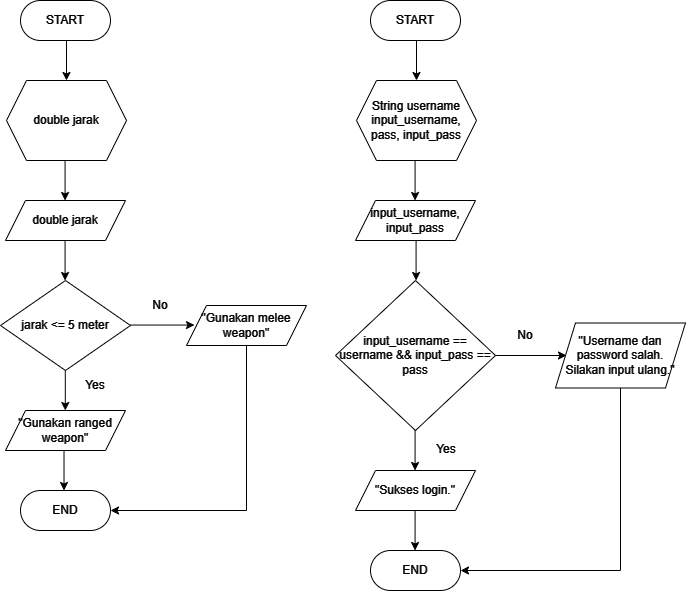 START
double jarak
double jarak
jarak <= 5 meter
No
"Gunakan melee
weapon"
Yes
"Gunakan ranged
weapon"
END
START
String username
input_username,
pass, input_pass
input_username,
input_pass
input_username ==
username && input_pass ==
pass
No
"Username dan
password salah.
Silakan input ulang."
Yes
"Sukses login."
END